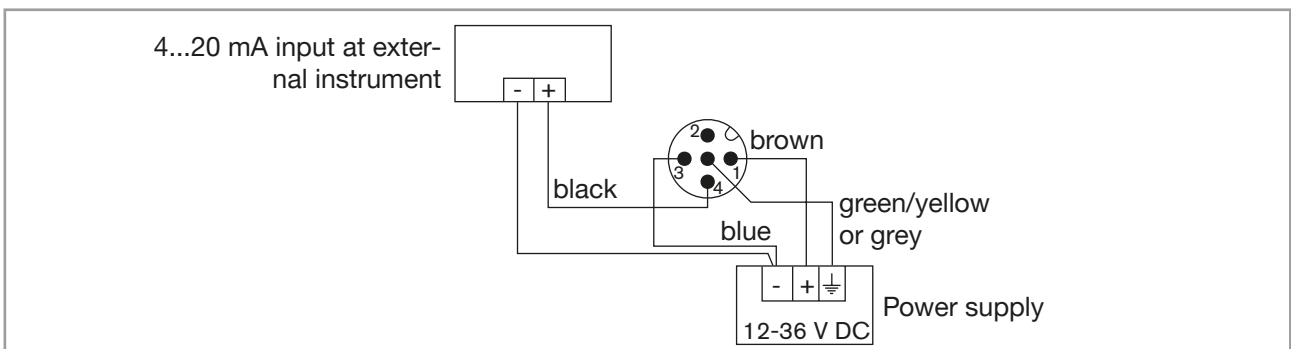 4...20 mA input at exter-
nal instrument
- +
2
brown
3
1
4
black
green/yellow
or grey
blue
- +
Power supply
12-36 V DC